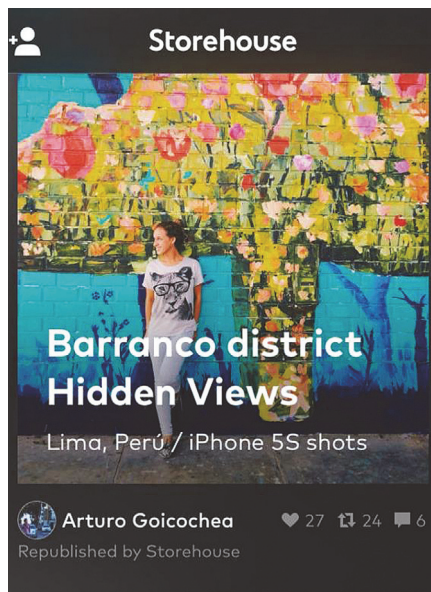 Storehouse
Barranco district
Hidden Views
Lima, Perú / iPhone 5S shots
Arturo Goicochea 27 24 6
Republished by Storehouse